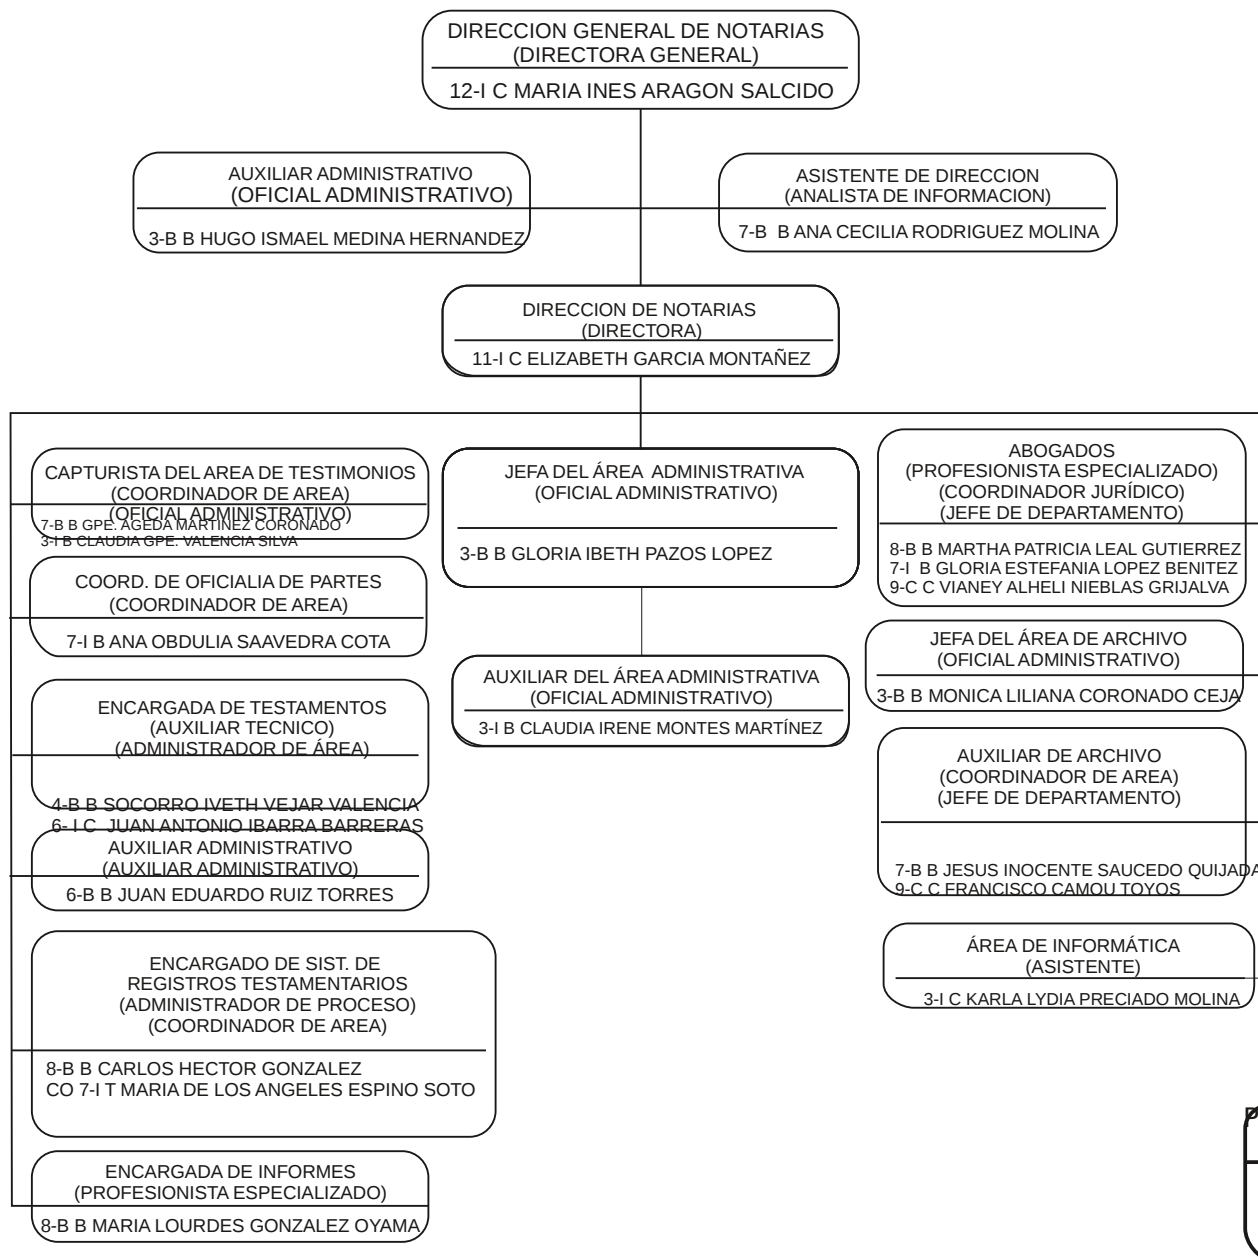 DIRECCION GENERAL DE NOTARIAS
(DIRECTORA GENERAL)
12-I C MARIA INES ARAGON SALCIDO
AUXILIAR ADMINISTRATIVO
(OFICIAL ADMINISTRATIVO)
3-B B HUGO ISMAEL MEDINA HERNANDEZ
ASISTENTE DE DIRECCION
(ANALISTA DE INFORMACION)
7-B B ANA CECILIA RODRIGUEZ MOLINA
DIRECCION DE NOTARIAS
(DIRECTORA)
11-I C ELIZABETH GARCIA MONTAÑEZ
CAPTURISTA DEL AREA DE TESTIMONIOS
(COORDINADOR DE AREA)
(OFICIAL ADMINISTRATIVO)
7-B B GPE. AGEDA MARTINEZ CORONADO
3-I B CLAUDIA GPE. VALENCIA SILVA
COORD. DE OFICIALIA DE PARTES
(COORDINADOR DE AREA)
7-I B ANA OBDULIA SAAVEDRA COTA
ENCARGADA DE TESTAMENTOS
(AUXILIAR TECNICO)
(ADMINISTRADOR DE ÁREA)
4-B B SOCORRO IVETH VEJAR VALENCIA
6- I C JUAN ANTONIO IBARRA BARRERAS
AUXILIAR ADMINISTRATIVO
(AUXILIAR ADMINISTRATIVO)
6-B B JUAN EDUARDO RUIZ TORRES
ENCARGADO DE SIST. DE
REGISTROS TESTAMENTARIOS
(ADMINISTRADOR DE PROCESO)
(COORDINADOR DE AREA)
8-B B CARLOS HECTOR GONZALEZ
CO 7-I T MARIA DE LOS ANGELES ESPINO SOTO
ENCARGADA DE INFORMES
(PROFESIONISTA ESPECIALIZADO)
8-B B MARIA LOURDES GONZALEZ OYAMA
JEFA DEL ÁREA ADMINISTRATIVA
(OFICIAL ADMINISTRATIVO)
3-B B GLORIA IBETH PAZOS LOPEZ
AUXILIAR DEL ÁREA ADMINISTRATIVA
(OFICIAL ADMINISTRATIVO)
3-I B CLAUDIA IRENE MONTES MARTÍNEZ
ABOGADOS
(PROFESIONISTA ESPECIALIZADO)
(COORDINADOR JURÍDICO)
(JEFE DE DEPARTAMENTO)
8-B B MARTHA PATRICIA LEAL GUTIERREZ
7-I B GLORIA ESTEFANIA LOPEZ BENITEZ
9-C C VIANEY ALHELI NIEBLAS GRIJALVA
JEFA DEL ÁREA DE ARCHIVO
(OFICIAL ADMINISTRATIVO)
3-B B MONICA LILIANA CORONADO CEJA
AUXILIAR DE ARCHIVO
(COORDINADOR DE AREA)
(JEFE DE DEPARTAMENTO)
7-B B JESUS INOCENTE SAUCEDO QUIJADA
9-C C FRANCISCO CAMOU TOYOS
ÁREA DE INFORMÁTICA
(ASISTENTE)
3-I C KARLA LYDIA PRECIADO MOLINA